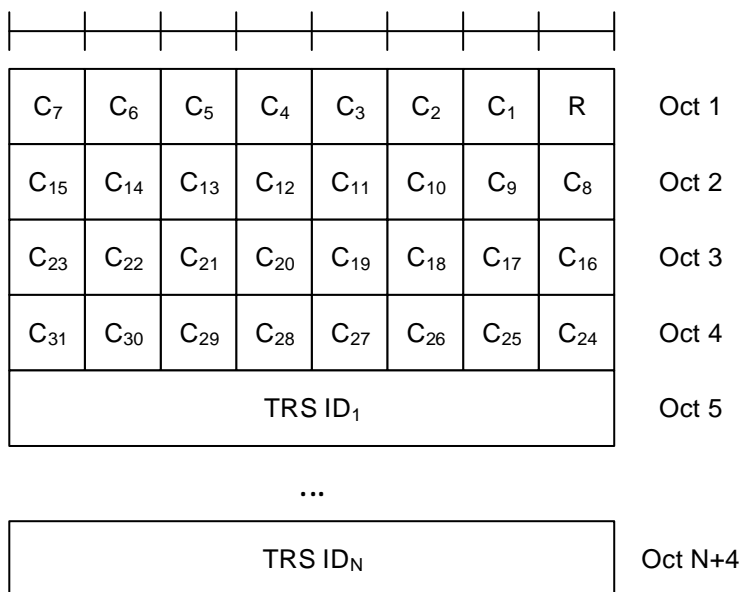 C₇ C₆ C₅ C₄ C₃ C₂ C₁ R Oct 1
C₁₅ C₁₄ C₁₃ C₁₂ C₁₁ C₁₀ C₉ C₈ Oct 2
C₂₃ C₂₂ C₂₁ C₂₀ C₁₉ C₁₈ C₁₇ C₁₆ Oct 3
C₃₁ C₃₀ C₂₉ C₂₈ C₂₇ C₂₆ C₂₅ C₂₄ Oct 4
TRS ID₁ Oct 5
...
TRS ID_N Oct N+4